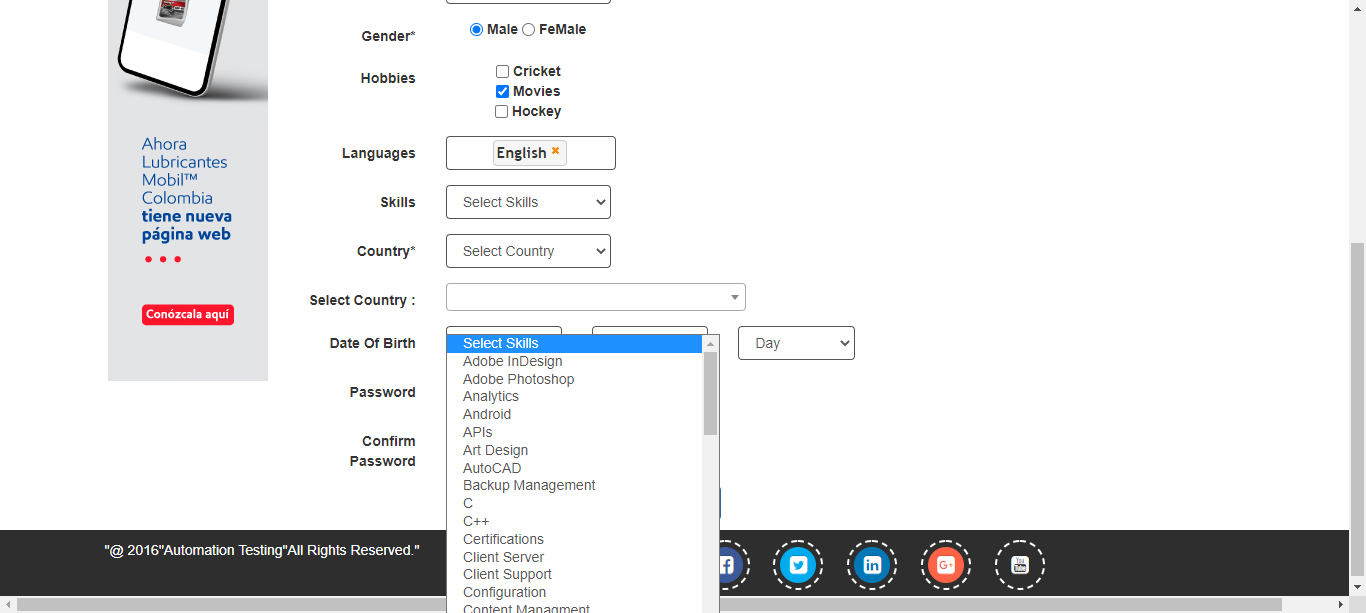 Gender*
Male FeMale
Hobbies
Cricket
Movies
Hockey
Languages
English
Skills
Select Skills
Country*
Select Country
Select Country :
Date Of Birth
Day
Password
Confirm
Password
Select Skills
Adobe InDesign
Adobe Photoshop
Analytics
Android
APIs
Art Design
AutoCAD
Backup Management
C
C++
Certifications
Client Server
Client Support
Configuration
Content Managment
Ahora
Lubricantes
Mobil™
Colombia
tiene nueva
página web
Conózcala aquí
"@ 2016"Automation Testing"All Rights Reserved."
f
in
G+
You
Tube